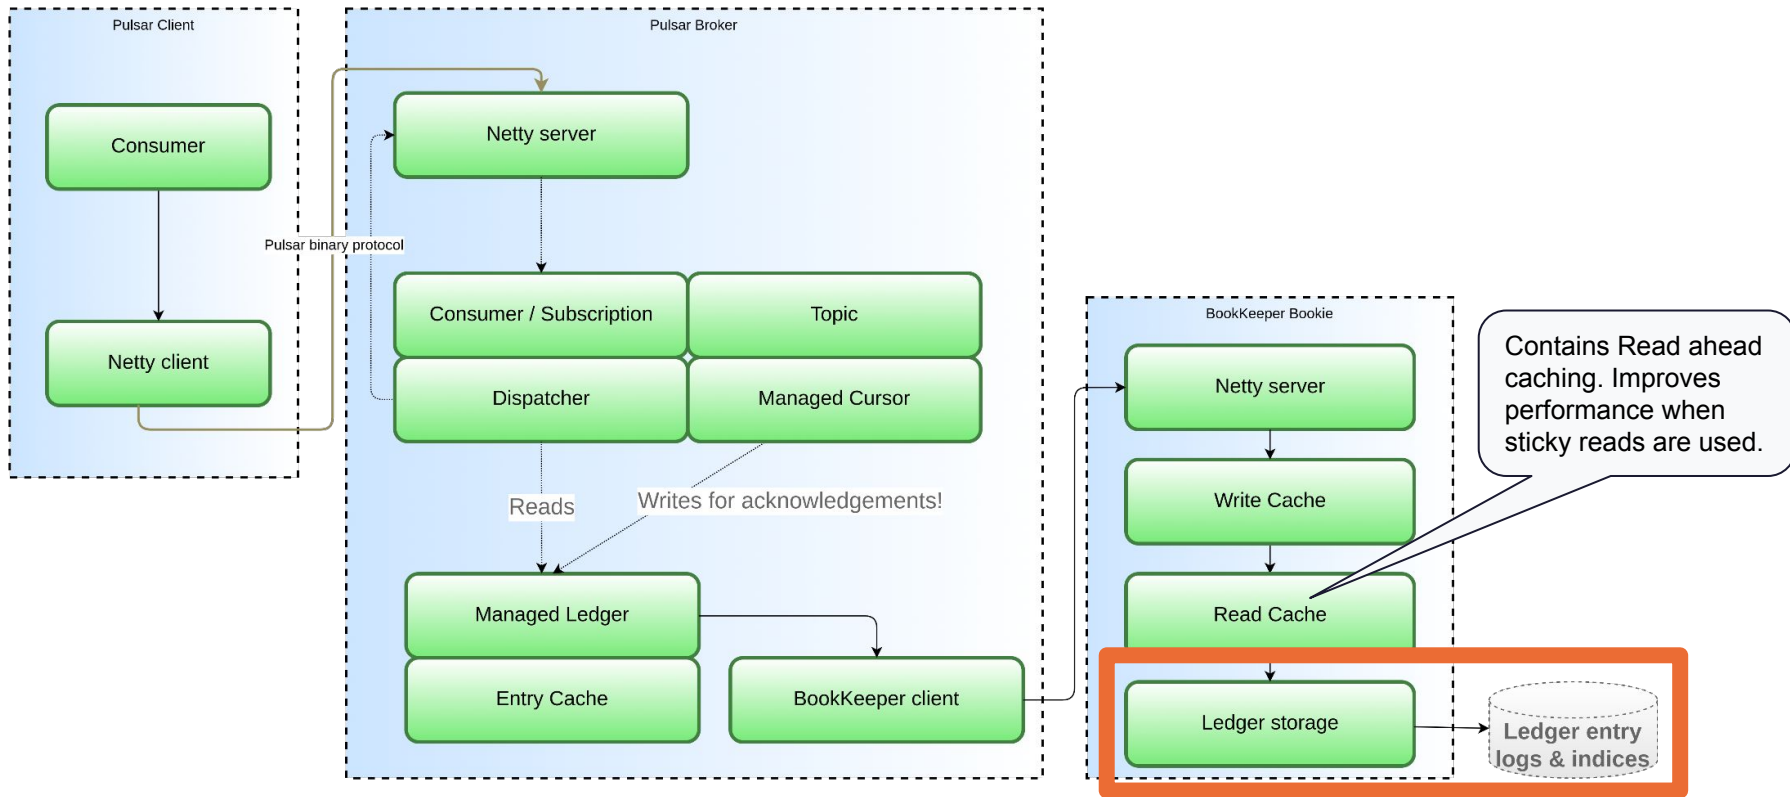 Pulsar Client
Consumer
Netty client
Pulsar binary protocol
Pulsar Broker
Netty server
Consumer / Subscription
Topic
Dispatcher
Managed Cursor
Reads
Writes for acknowledgements!
Managed Ledger
Entry Cache
BookKeeper client
BookKeeper Bookie
Netty server
Write Cache
Read Cache
Ledger storage
Ledger entry
logs & indices
Contains Read ahead
caching. Improves
performance when
sticky reads are used.